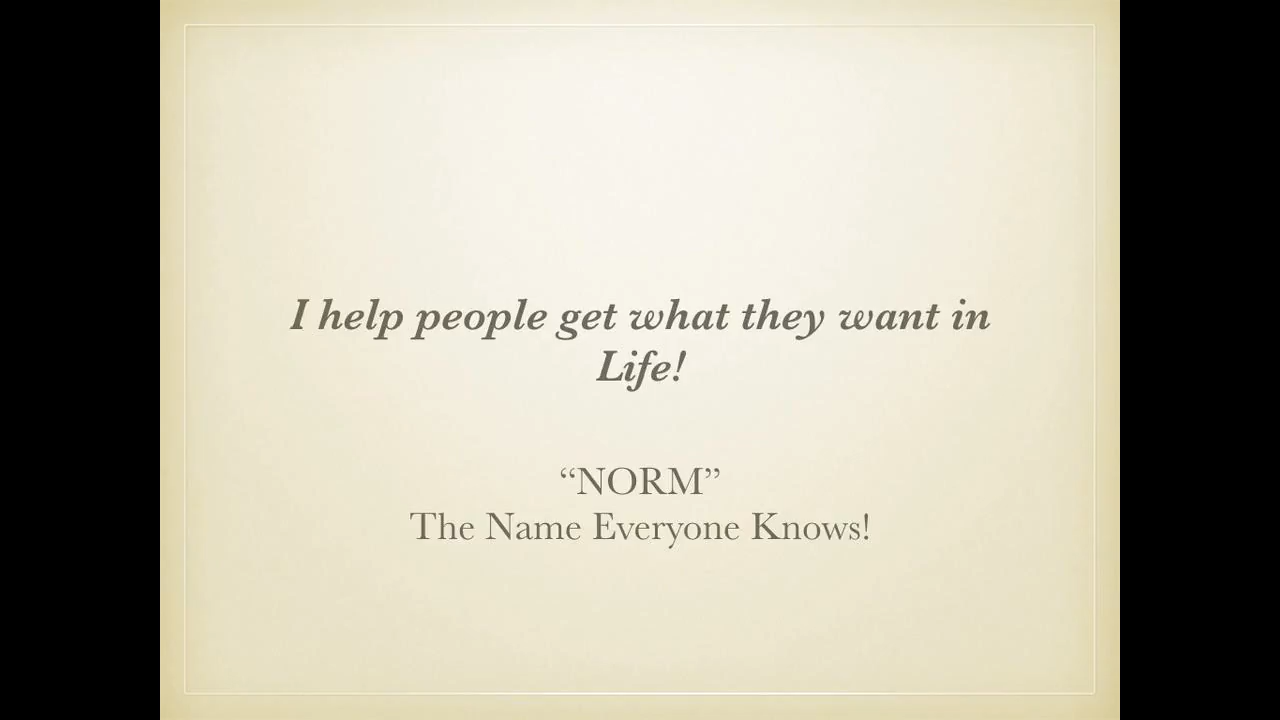 I help people get what they want in
Life!
“NORM”
The Name Everyone Knows!